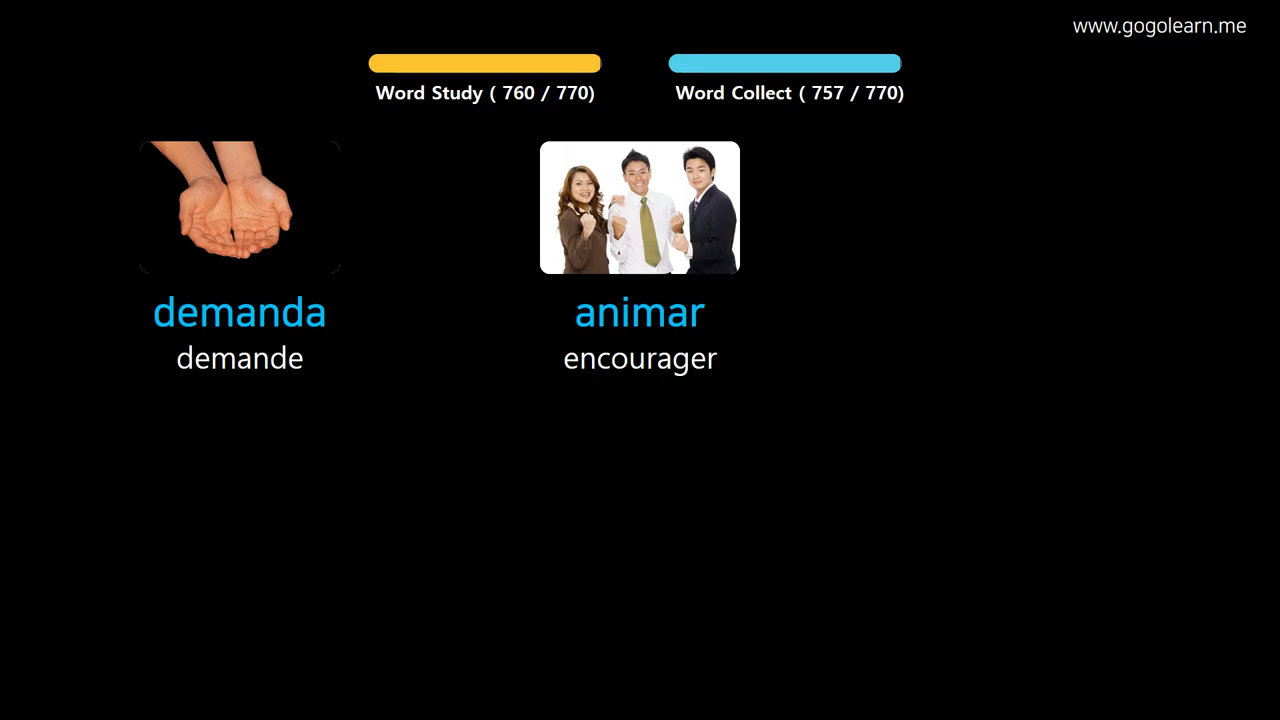 www.gogolearn.me
Word Study ( 760 / 770)
Word Collect ( 757 / 770)
demanda
demande
animar
encourager